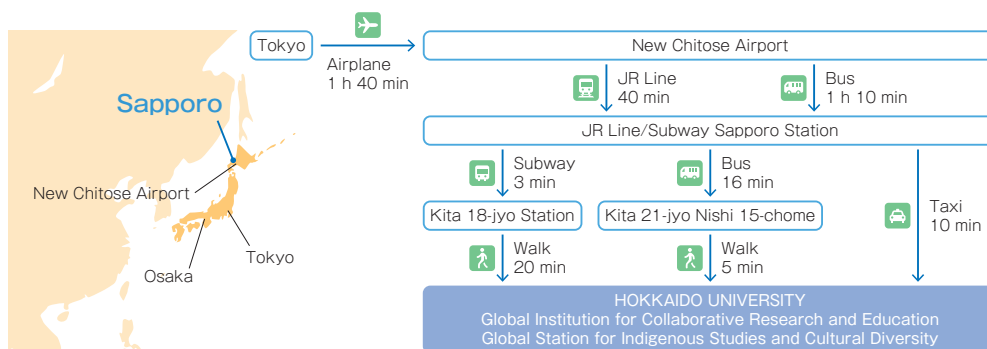 Tokyo
Airplane
1 h 40 min
New Chitose Airport
JR Line
40 min
Bus
1 h 10 min
JR Line/Subway Sapporo Station
Subway
3 min
Bus
16 min
Taxi
10 min
Kita 18-jyo Station
Kita 21-jyo Nishi 15-chome
Walk
20 min
Walk
5 min
HOKKAIDO UNIVERSITY
Global Institution for Collaborative Research and Education
Global Station for Indigenous Studies and Cultural Diversity
Sapporo
New Chitose Airport
Tokyo
Osaka